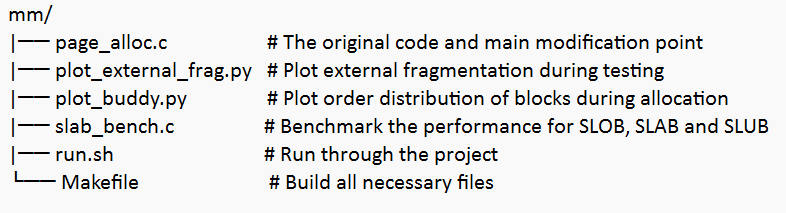 mm/
|── page_alloc.c # The original code and main modification point
|── plot_external_frag.py # Plot external fragmentation during testing
|── plot_buddy.py # Plot order distribution of blocks during allocation
|── slab_bench.c # Benchmark the performance for SLOB, SLAB and SLUB
|── run.sh # Run through the project
└── Makefile # Build all necessary files